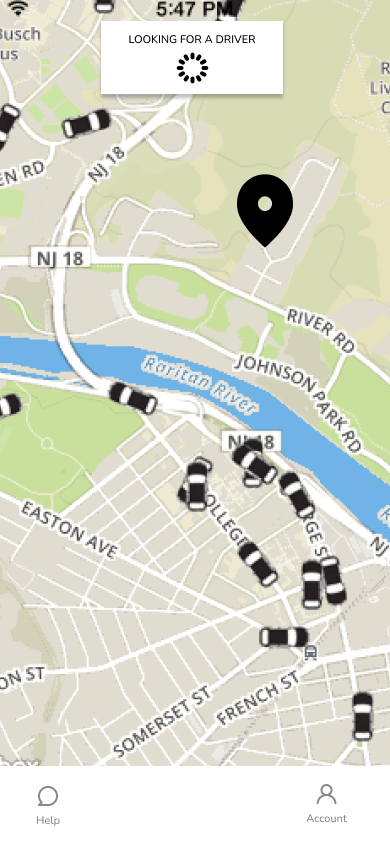 5:47 PM
LOOKING FOR A DRIVER
Busch
us
R
Liv
C
NJ 18
EN RD
NJ 18
RIVER RD
JOHNSON PARK RD
Raritan River
NJ 18
COLLEGE
RGE S
EASTON AVE
N
ON ST
SOMERSET ST
FRENCH ST
Help
Account